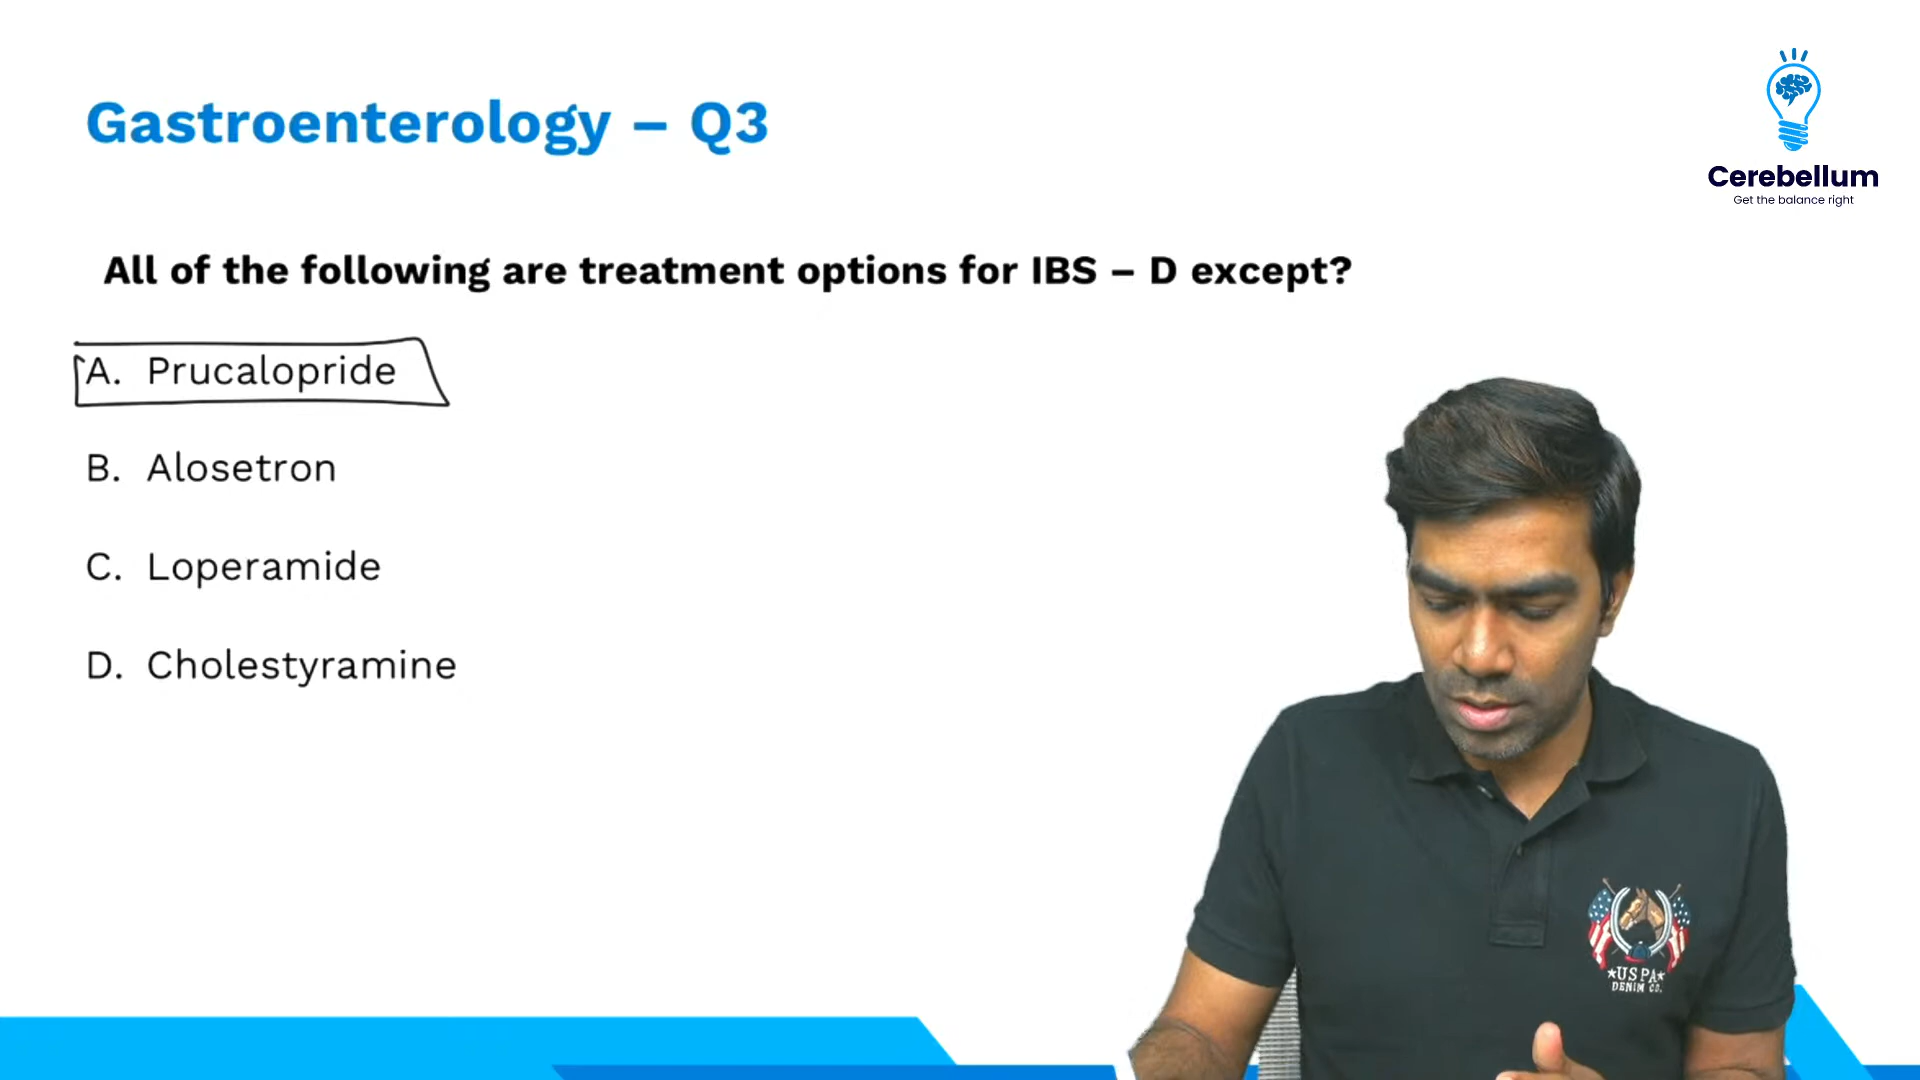 Gastroenterology – Q3
Cerebellum
Get the balance right
All of the following are treatment options for IBS – D except?
A. Prucalopride
B. Alosetron
C. Loperamide
D. Cholestyramine
USPA
DENIM CO.